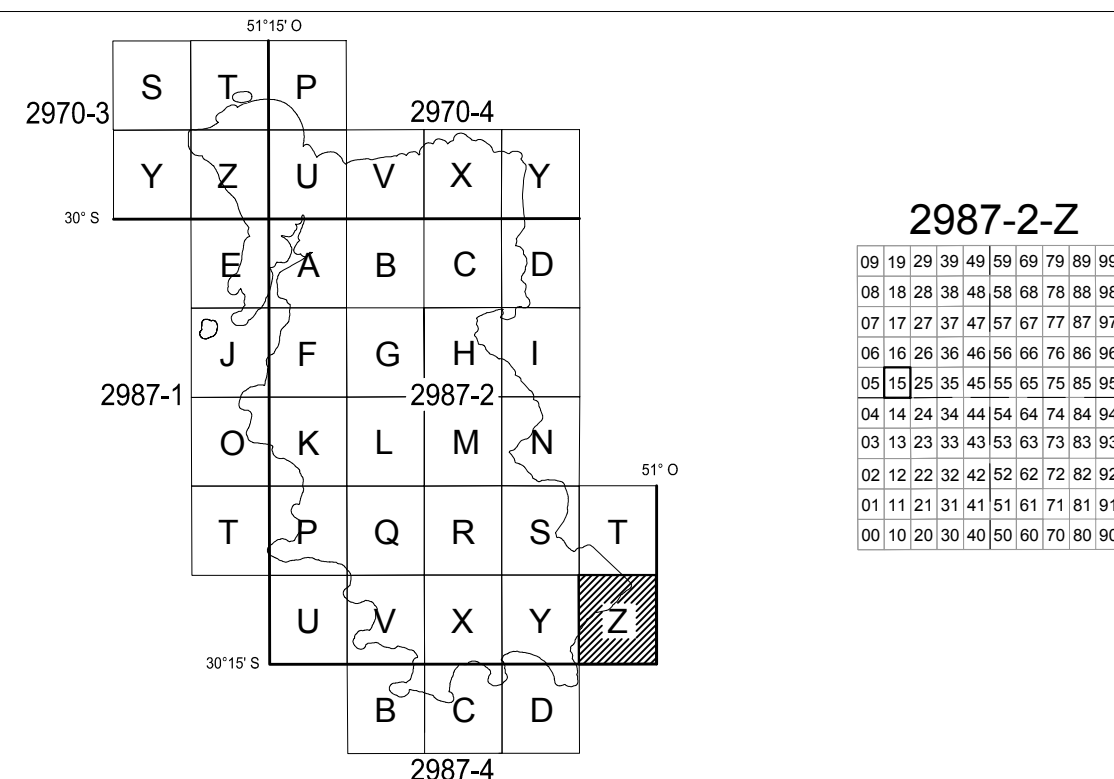 51°15' O
S T P
2970-3 2970-4
Y Z U V X Y
30° S
E A B C D
J F G H I
2987-1 2987-2
O K L M N
51° O
T P Q R S T
U V X Y Z
30°15' S
B C D
2987-4
2987-2-Z
09 19 29 39 49 59 69 79 89 99
08 18 28 38 48 58 68 78 88 98
07 17 27 37 47 57 67 77 87 97
06 16 26 36 46 56 66 76 86 96
05 15 25 35 45 55 65 75 85 95
04 14 24 34 44 54 64 74 84 94
03 13 23 33 43 53 63 73 83 93
02 12 22 32 42 52 62 72 82 92
01 11 21 31 41 51 61 71 81 91
00 10 20 30 40 50 60 70 80 90